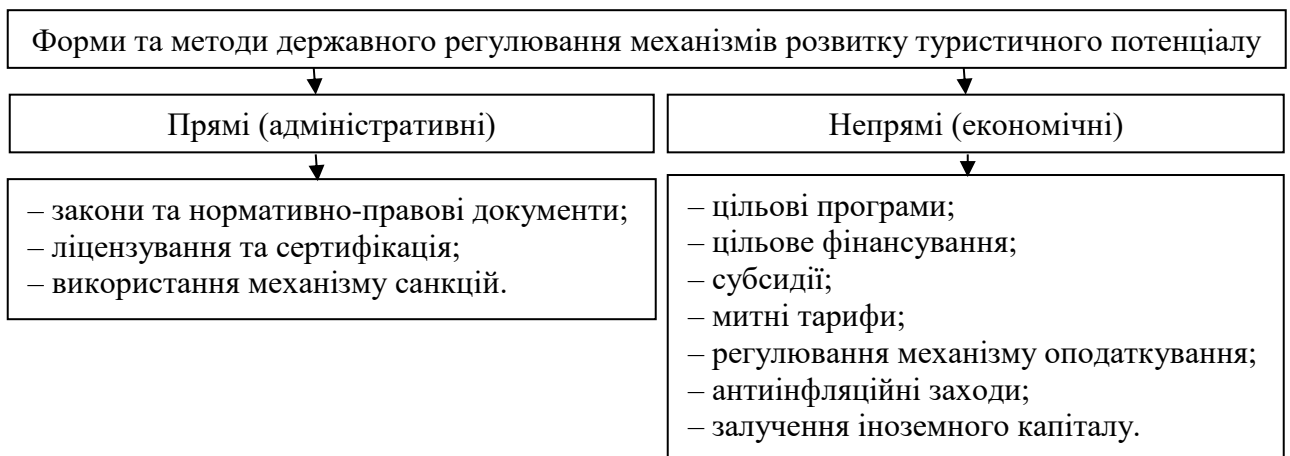 Форми та методи державного регулювання механізмів розвитку туристичного потенціалу
Прямі (адміністративні)
Непрямі (економічні)
– закони та нормативно-правові документи;
– ліцензування та сертифікація;
– використання механізму санкцій.
– цільові програми;
– цільове фінансування;
– субсидії;
– митні тарифи;
– регулювання механізму оподаткування;
– антиінфляційні заходи;
– залучення іноземного капіталу.